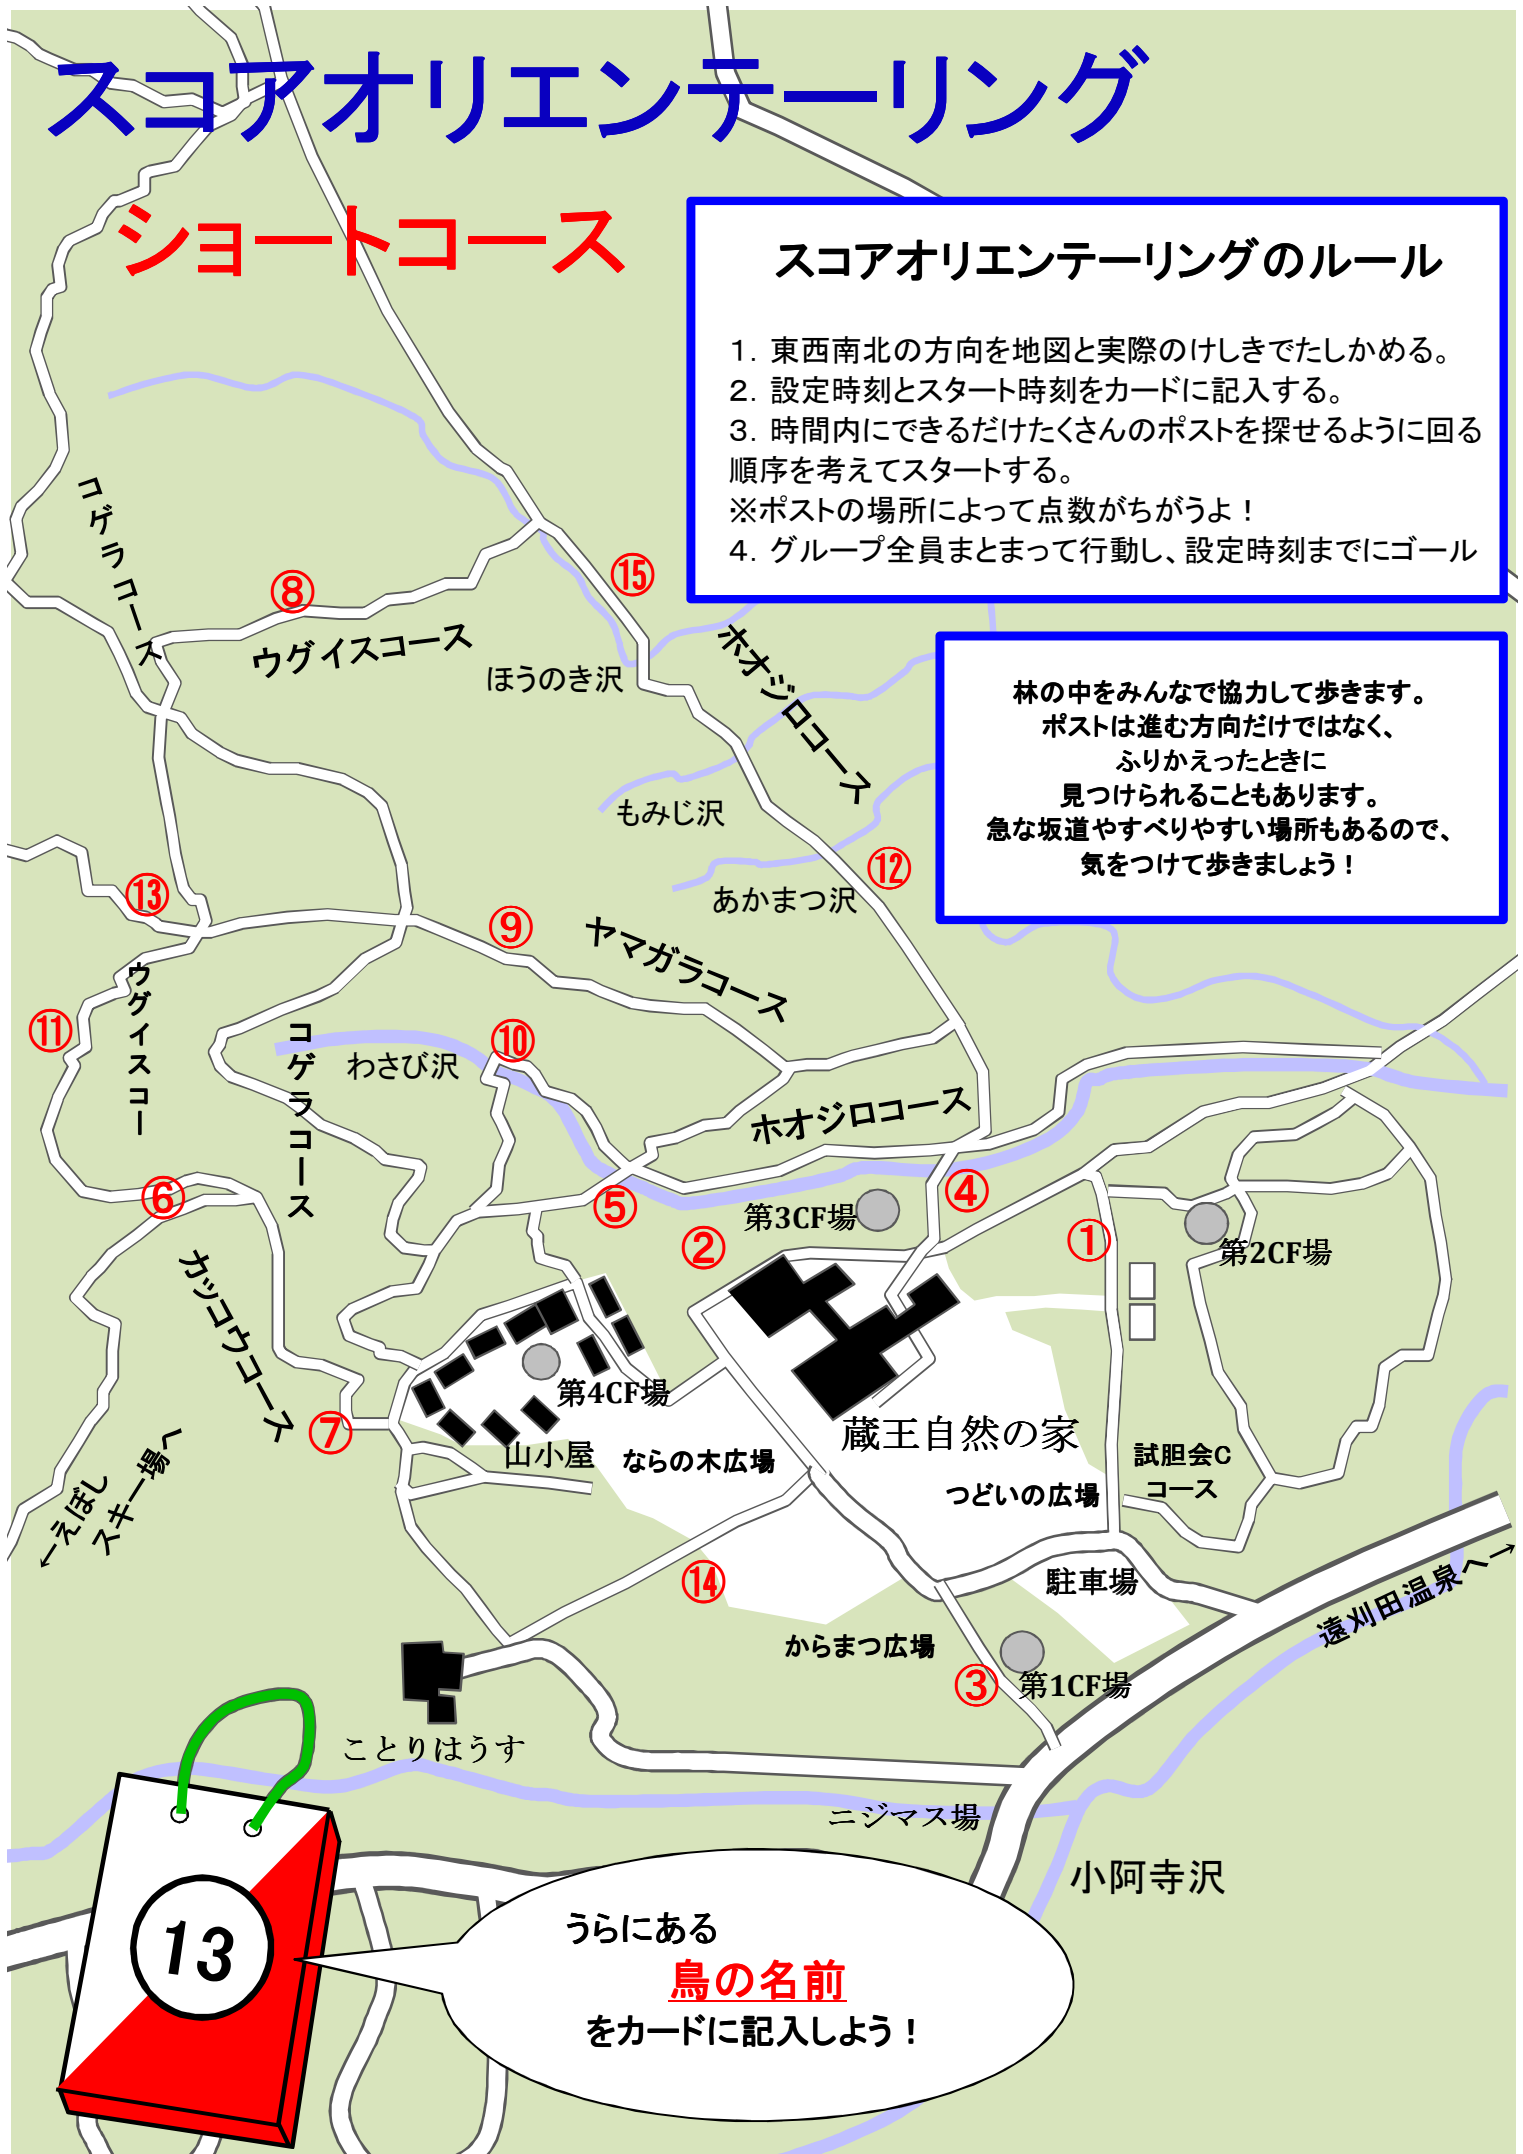 スコアオリエンテーリング
ショートコース
スコアオリエンテーリングのルール
1．東西南北の方向を地図と実際のけしきでたしかめる。
2．設定時刻とスタート時刻をカードに記入する。
3．時間内にできるだけたくさんのポストを探せるように回る
順序を考えてスタートする。
※ポストの場所によって点数がちがうよ！
4．グループ全員まとまって行動し、設定時刻までにゴール
林の中をみんなで協力して歩きます。
ポストは進む方向だけではなく、
ふりかえったときに
見つけられることもあります。
急な坂道やすべりやすい場所もあるので、
気をつけて歩きましょう！
コゲラコース
⑧
⑮
ウグイスコース
ほうのき沢
ホオジロコース
もみじ沢
⑫
あかまつ沢
⑬
⑨
ヤマガラコース
ウグイスコー
⑪
コゲラコース
わさび沢
⑩
ホオジロコース
⑥
⑤
④
第3CF場
②
①
第2CF場
カッコウコース
第4CF場
⑦
山小屋
ならの木広場
蔵王自然の家
つどいの広場
試胆会C
コース
←えぼし
スキー場へ
⑭
駐車場
遠刈田温泉へ→
からまつ広場
③
第1CF場
ことりはうす
ニジマス場
小阿寺沢
13
うらにある
鳥の名前
をカードに記入しよう！